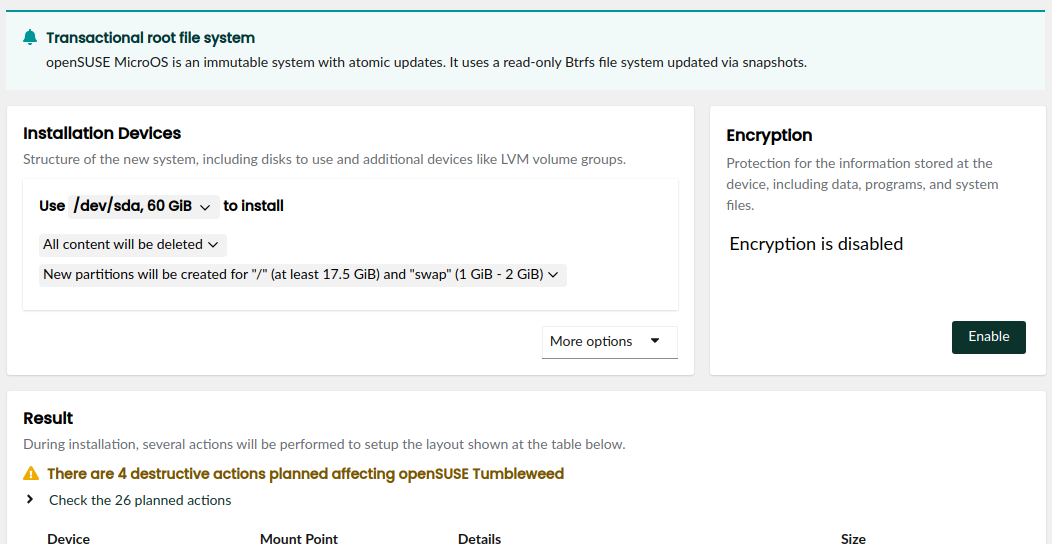 Transactional root file system
openSUSE MicroOS is an immutable system with atomic updates. It uses a read-only Btrfs file system updated via snapshots.
Installation Devices
Structure of the new system, including disks to use and additional devices like LVM volume groups.
Use /dev/sda, 60 GiB to install
All content will be deleted
New partitions will be created for "/" (at least 17.5 GiB) and "swap" (1 GiB - 2 GiB)
More options
Encryption
Protection for the information stored at the
device, including data, programs, and system
files.
Encryption is disabled
Enable
Result
During installation, several actions will be performed to setup the layout shown at the table below.
There are 4 destructive actions planned affecting openSUSE Tumbleweed
Check the 26 planned actions
Device Mount Point Details Size